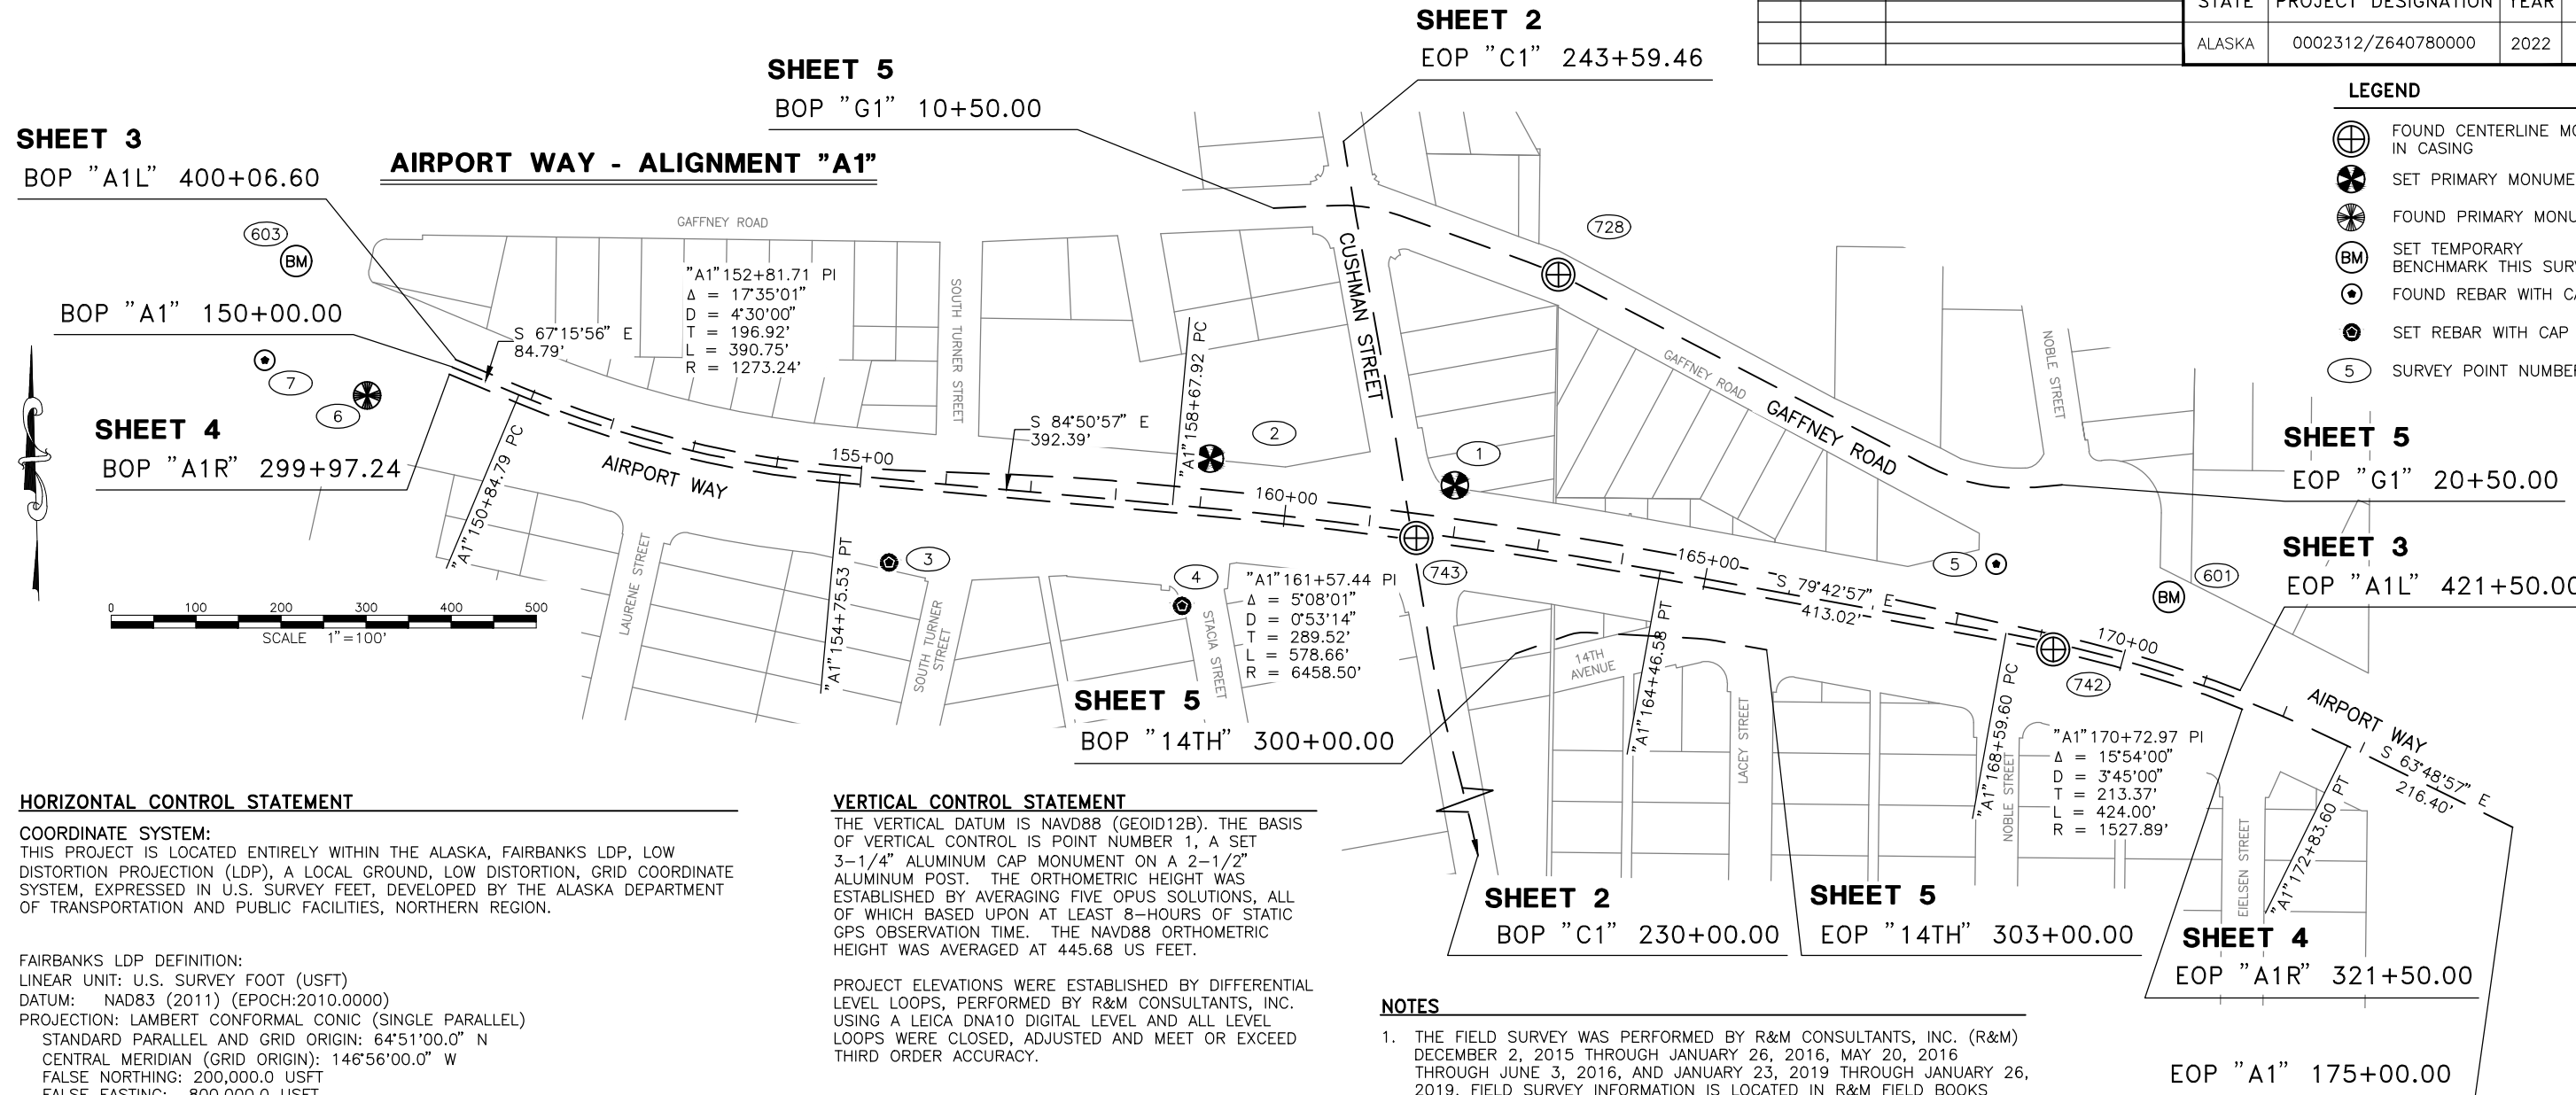 STATE PROJECT DESIGNATION YEAR
ALASKA 0002312/Z640780000 2022
SHEET 2
EOP "C1" 243+59.46
SHEET 5
BOP "G1" 10+50.00
SHEET 3
BOP "A1L" 400+06.60
AIRPORT WAY - ALIGNMENT "A1"
LEGEND
FOUND CENTERLINE
IN CASING
SET PRIMARY
FOUND PRIMARY
BM
SET TEMPORARY
BENCHMARK THIS
FOUND REBAR WITH
SET REBAR WITH CAP
5
SURVEY POINT
603
BM
GAFFNEY ROAD
728
BOP "A1" 150+00.00
S 67°15'56" E
84.79'
"A1" 152+81.71 PI
Δ = 17°35'01"
D = 4°30'00"
T = 196.92'
L = 390.75'
R = 1273.24'
SOUTH TURNER STREET
"A1" 158+67.92 PC
CUSHMAN STREET
GAFFNEY ROAD
GAFFNEY ROAD
NOBLE STREET
7
6
SHEET 4
BOP "A1R" 299+97.24
"A1" 150+84.79 PC
AIRPORT WAY
155+00
S 84°50'57" E
392.39'
2
1
160+00
SHEET 5
EOP "G1" 20+50.00
SHEET 3
EOP "A1L" 421+50.00
165+00
S 79°42'57" E
413.02'
5
601
BM
LAURENE STREET
"A1" 154+75.53 PT
3
SOUTH TURNER
STREET
4
STACIA STREET
"A1" 161+57.44 PI
Δ = 5°08'01"
D = 0°53'14"
T = 289.52'
L = 578.66'
R = 6458.50'
743
0 100 200 300 400 500
SCALE 1"=100'
14TH
AVENUE
"A1" 164+46.58 PT
LACEY STREET
"A1" 168+59.60 PC
NOBLE STREET
742
170+00
"A1" 170+72.97 PI
Δ = 15°54'00"
D = 3°45'00"
T = 213.37'
L = 424.00'
R = 1527.89'
AIRPORT WAY
S 63°48'57" E
216.40'
"A1" 172+83.60 PT
EIELSEN STREET
SHEET 5
BOP "14TH" 300+00.00
SHEET 2
BOP "C1" 230+00.00
SHEET 5
EOP "14TH" 303+00.00
SHEET 4
EOP "A1R" 321+50.00
EOP "A1" 175+00.00
HORIZONTAL CONTROL STATEMENT
COORDINATE SYSTEM:
THIS PROJECT IS LOCATED ENTIRELY WITHIN THE ALASKA, FAIRBANKS LDP, LOW
DISTORTION PROJECTION (LDP), A LOCAL GROUND, LOW DISTORTION, GRID COORDINATE
SYSTEM, EXPRESSED IN U.S. SURVEY FEET, DEVELOPED BY THE ALASKA DEPARTMENT
OF TRANSPORTATION AND PUBLIC FACILITIES, NORTHERN REGION.
FAIRBANKS LDP DEFINITION:
LINEAR UNIT: U.S. SURVEY FOOT (USFT)
DATUM: NAD83 (2011) (EPOCH:2010.0000)
PROJECTION: LAMBERT CONFORMAL CONIC (SINGLE PARALLEL)
STANDARD PARALLEL AND GRID ORIGIN: 64°51'00.0" N
CENTRAL MERIDIAN (GRID ORIGIN): 146°56'00.0" W
FALSE NORTHING: 200,000.0 USFT
FALSE EASTING: 800,000.0 USFT
VERTICAL CONTROL STATEMENT
THE VERTICAL DATUM IS NAVD88 (GEOID12B). THE BASIS
OF VERTICAL CONTROL IS POINT NUMBER 1, A SET
3-1/4" ALUMINUM CAP MONUMENT ON A 2-1/2"
ALUMINUM POST. THE ORTHOMETRIC HEIGHT WAS
ESTABLISHED BY AVERAGING FIVE OPUS SOLUTIONS, ALL
OF WHICH BASED UPON AT LEAST 8-HOURS OF STATIC
GPS OBSERVATION TIME. THE NAVD88 ORTHOMETRIC
HEIGHT WAS AVERAGED AT 445.68 US FEET.
PROJECT ELEVATIONS WERE ESTABLISHED BY DIFFERENTIAL
LEVEL LOOPS, PERFORMED BY R&M CONSULTANTS, INC.
USING A LEICA DNA10 DIGITAL LEVEL AND ALL LEVEL
LOOPS WERE CLOSED, ADJUSTED AND MEET OR EXCEED
THIRD ORDER ACCURACY.
NOTES
1. THE FIELD SURVEY WAS PERFORMED BY R&M CONSULTANTS, INC. (R&M)
DECEMBER 2, 2015 THROUGH JANUARY 26, 2016, MAY 20, 2016
THROUGH JUNE 3, 2016, AND JANUARY 23, 2019 THROUGH JANUARY 26,
2019. FIELD SURVEY INFORMATION IS LOCATED IN R&M FIELD BOOKS